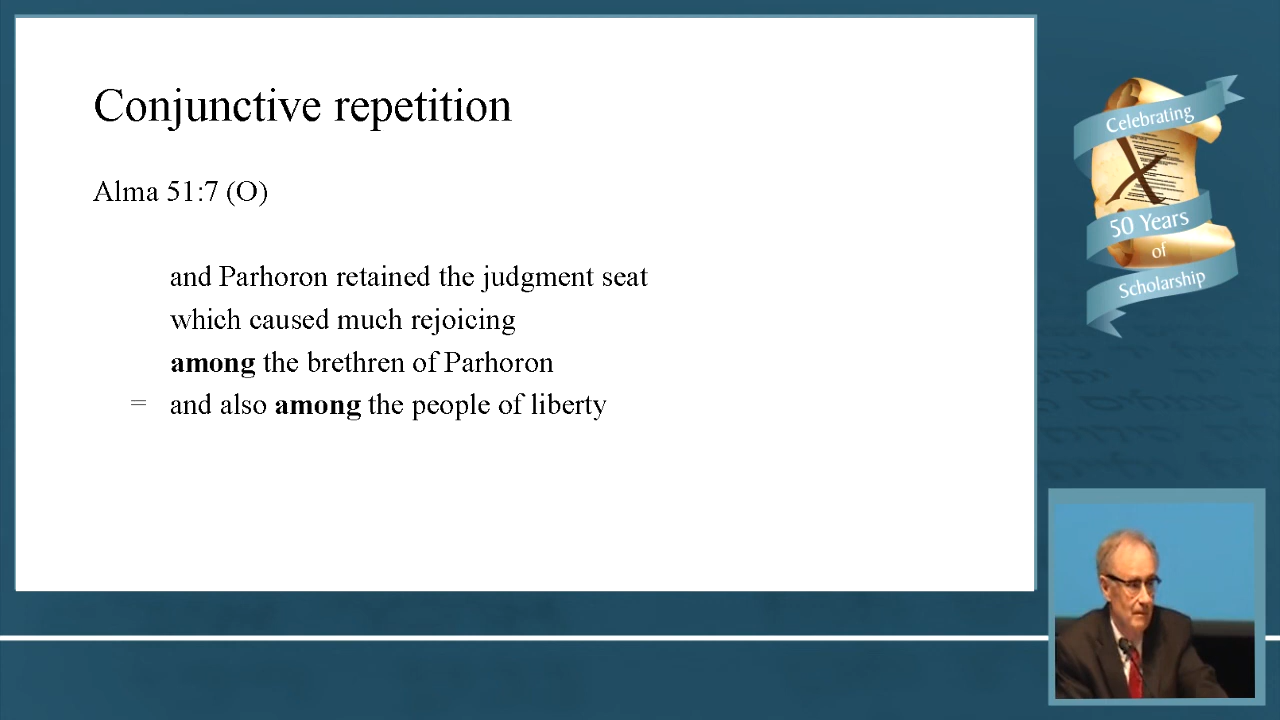 Conjunctive repetition
Alma 51:7 (O)
and Parhoron retained the judgment seat
which caused much rejoicing
among the brethren of Parhoron
= and also among the people of liberty
Celebrating
50 Years
of
Scholarship